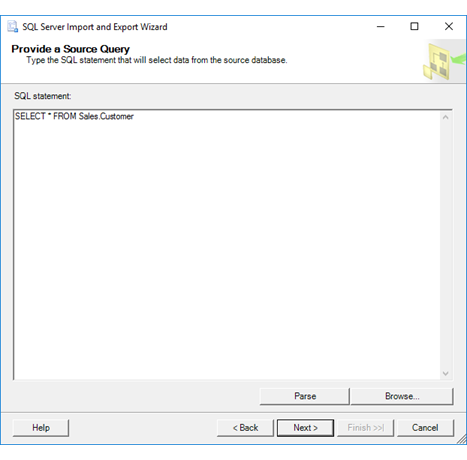 SQL Server Import and Export Wizard
Provide a Source Query
Type the SQL statement that will select data from the source database.
SQL statement:
SELECT * FROM Sales.Customer
Parse
Browse...
Help
< Back
Next >
Finish >>|
Cancel